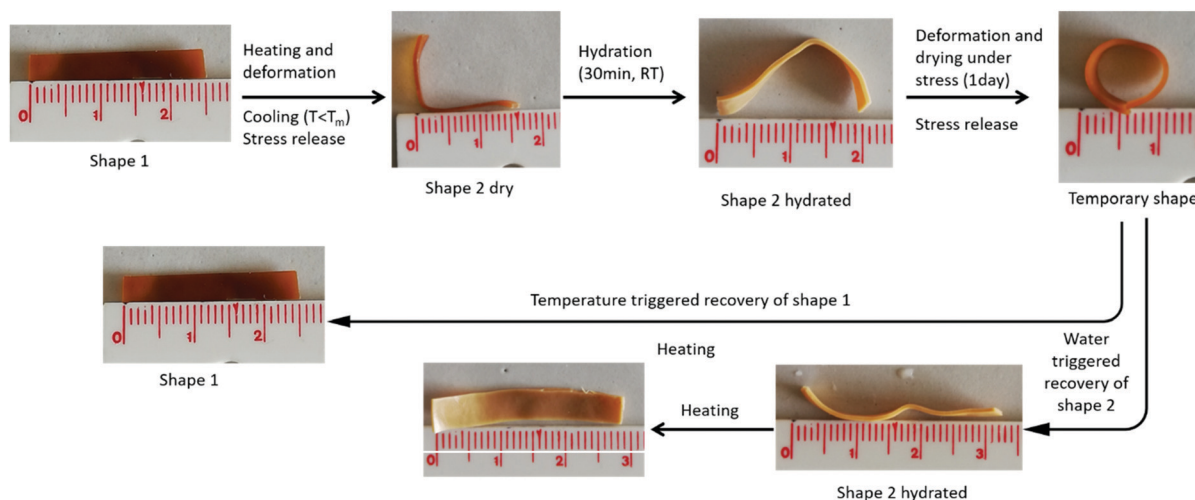 Heating and
deformation
Cooling (T<Tm)
Stress release
Hydration
(30min, RT)
Deformation and
drying under
stress (1day)
Stress release
0 1 2
Shape 1
0 1 2
Shape 2 dry
0 1 2
Shape 2 hydrated
0 1
Temporary shape
Temperature triggered recovery of shape 1
0 1 2
Shape 1
Heating
Water
triggered
recovery of
shape 2
Heating
0 1 2 3
0 1 2 3
Shape 2 hydrated